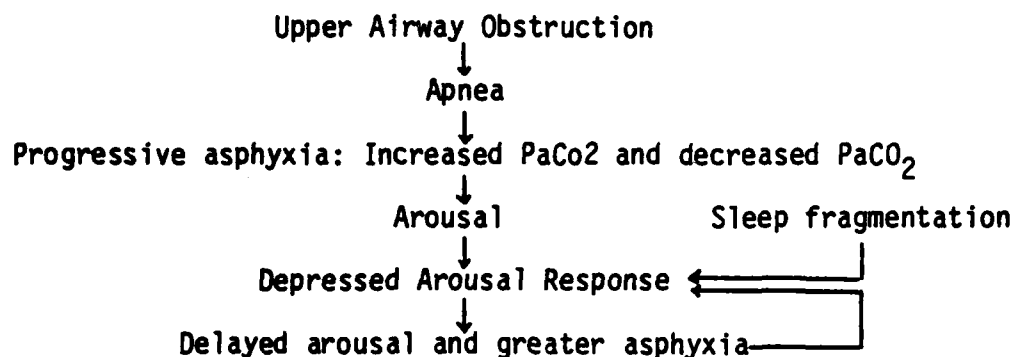 Upper Airway Obstruction
Apnea
Progressive asphyxia: Increased PaCo2 and decreased PaCO₂
Arousal
Sleep fragmentation
Depressed Arousal Response
Delayed arousal and greater asphyxia